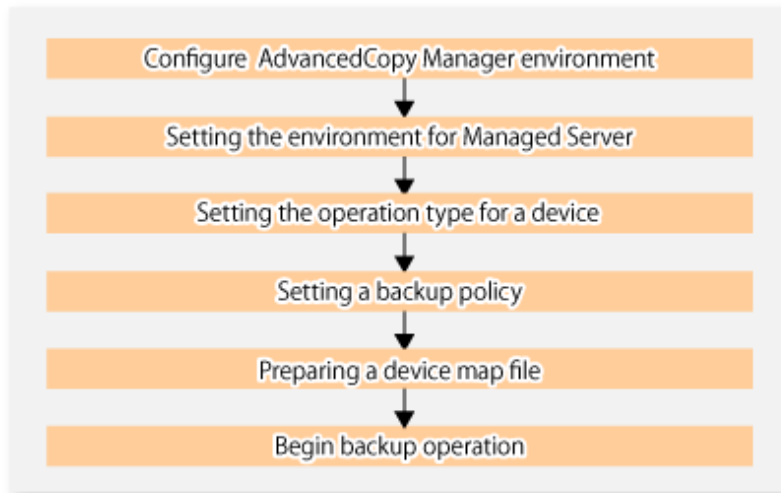 Configure AdvancedCopy Manager environment
Setting the environment for Managed Server
Setting the operation type for a device
Setting a backup policy
Preparing a device map file
Begin backup operation